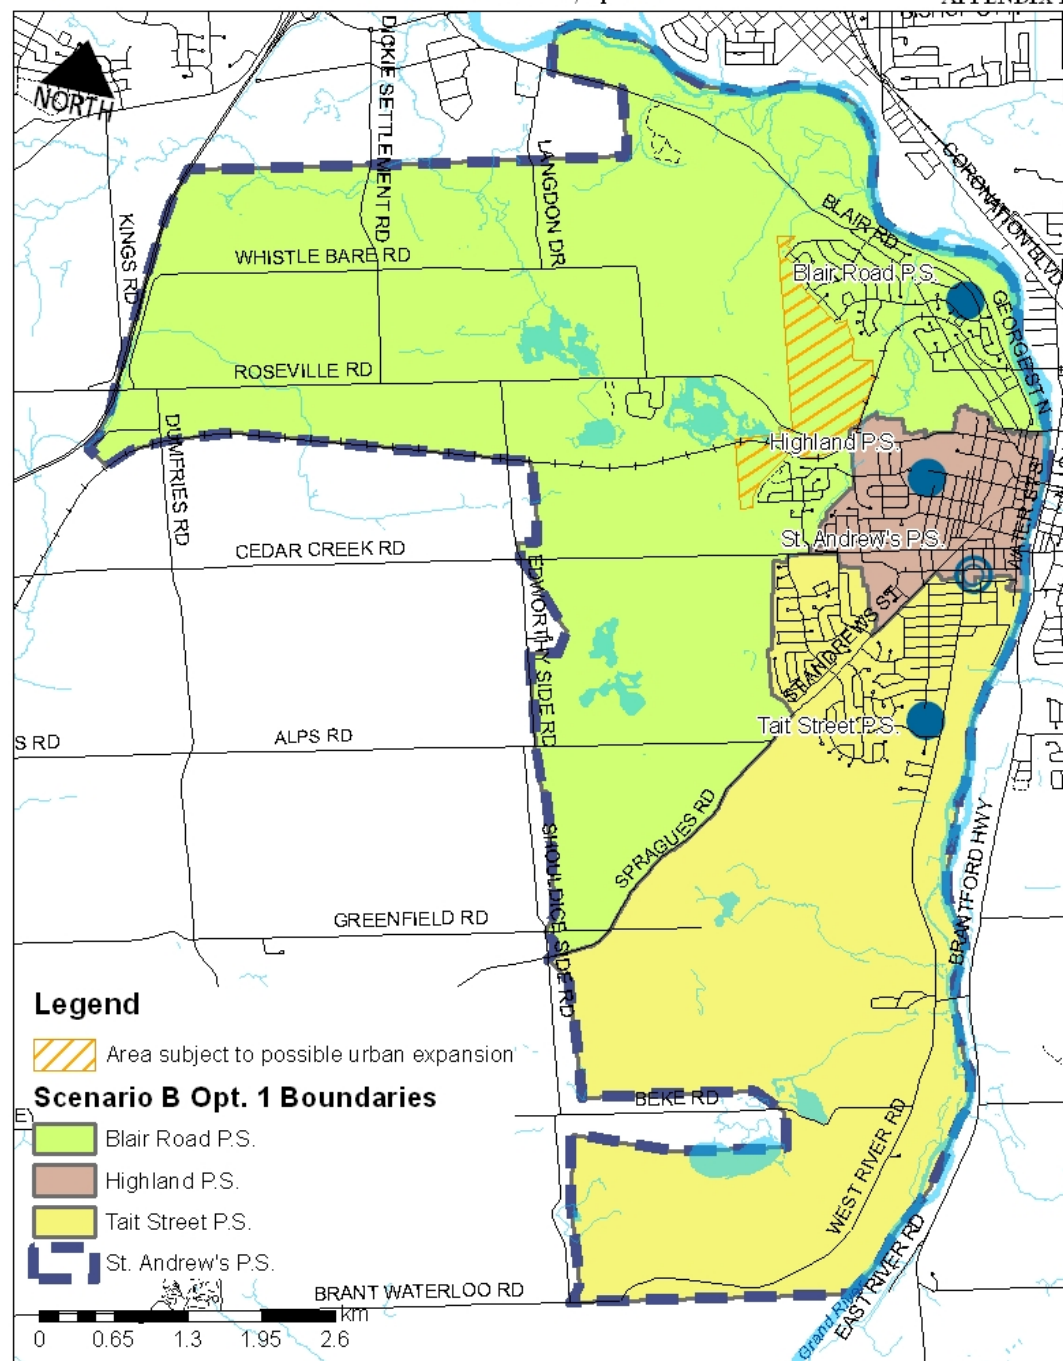 APPENDIX
NORTH
DICKIE SETTLEMENT RD
LANGDON DR
KINGS RD
CORONATION BLVD
BLAIR RD
WHISTLE BARE RD
Blair Road P.S.
GEORGE ST N
ROSEVILLE RD
DUMFRIES RD
Highland P.S.
WATER ST S
St. Andrew's P.S.
CEDAR CREEK RD
EDWORTHY SIDE RD
ST ANDREWS ST
Tait Street P.S.
S RD
ALPS RD
SPRAGUES RD
SHOULDICE SIDE RD
BRANTFORD HWY
GREENFIELD RD
Legend
Area subject to possible urban expansion
Scenario B Opt. 1 Boundaries
BEKE RD
Blair Road P.S.
Highland P.S.
Tait Street P.S.
St. Andrew's P.S.
WEST RIVER RD
EAST RIVER RD
Grand River
BRANT WATERLOO RD
km
0 0.65 1.3 1.95 2.6